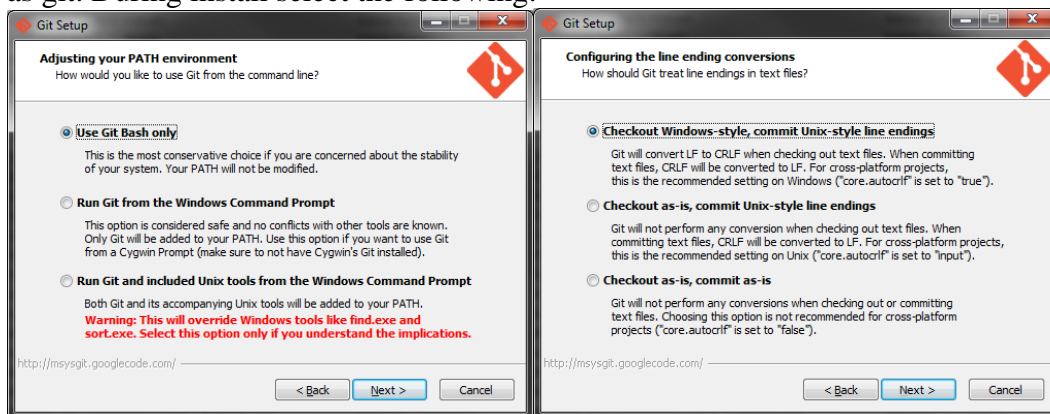 as git. During install select the following:
Git Setup
Adjusting your PATH environment
How would you like to use Git from the command line?
Use Git Bash only
This is the most conservative choice if you are concerned about the stability
of your system. Your PATH will not be modified.
Run Git from the Windows Command Prompt
This option is considered safe and no conflicts with other tools are known.
Only Git will be added to your PATH. Use this option if you want to use Git
from a Cygwin Prompt (make sure to not have Cygwin's Git installed).
Run Git and included Unix tools from the Windows Command Prompt
Both Git and its accompanying Unix tools will be added to your PATH.
Warning: This will override Windows tools like find.exe and
sort.exe. Select this option only if you understand the implications.
http://msysgit.googlecode.com/
< Back
Next >
Cancel
Git Setup
Configuring the line ending conversions
How should Git treat line endings in text files?
Checkout Windows-style, commit Unix-style line endings
Git will convert LF to CRLF when checking out text files. When committing
text files, CRLF will be converted to LF. For cross-platform projects,
this is the recommended setting on Windows ("core.autocrlf" is set to "true").
Checkout as-is, commit Unix-style line endings
Git will not perform any conversion when checking out text files. When
committing text files, CRLF will be converted to LF. For cross-platform projects,
this is the recommended setting on Unix ("core.autocrlf" is set to "input").
Checkout as-is, commit as-is
Git will not perform any conversions when checking out or committing
text files. Choosing this option is not recommended for cross-platform
projects ("core.autocrlf" is set to "false").
http://msysgit.googlecode.com/
< Back
Next >
Cancel